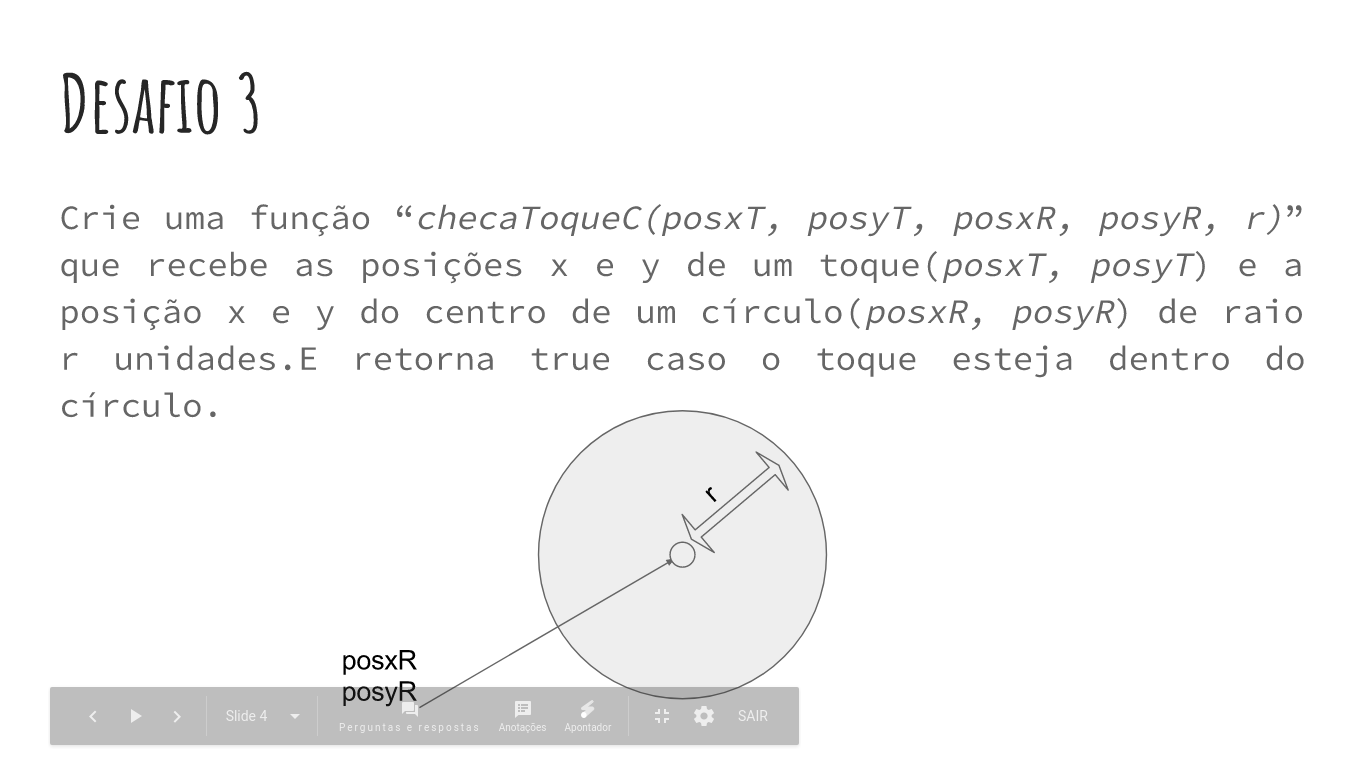 Desafio 3
Crie uma função “checaToqueC(posxT, posyT, posxR, posyR, r)”
que recebe as posições x e y de um toque(posxT, posyT) e a
posição x e y do centro de um círculo(posxR, posyR) de raio
r unidades.E retorna true caso o toque esteja dentro do
círculo.
r
posxR
posyR
Slide 4
Perguntas e respostas
Anotações
Apontador
SAIR